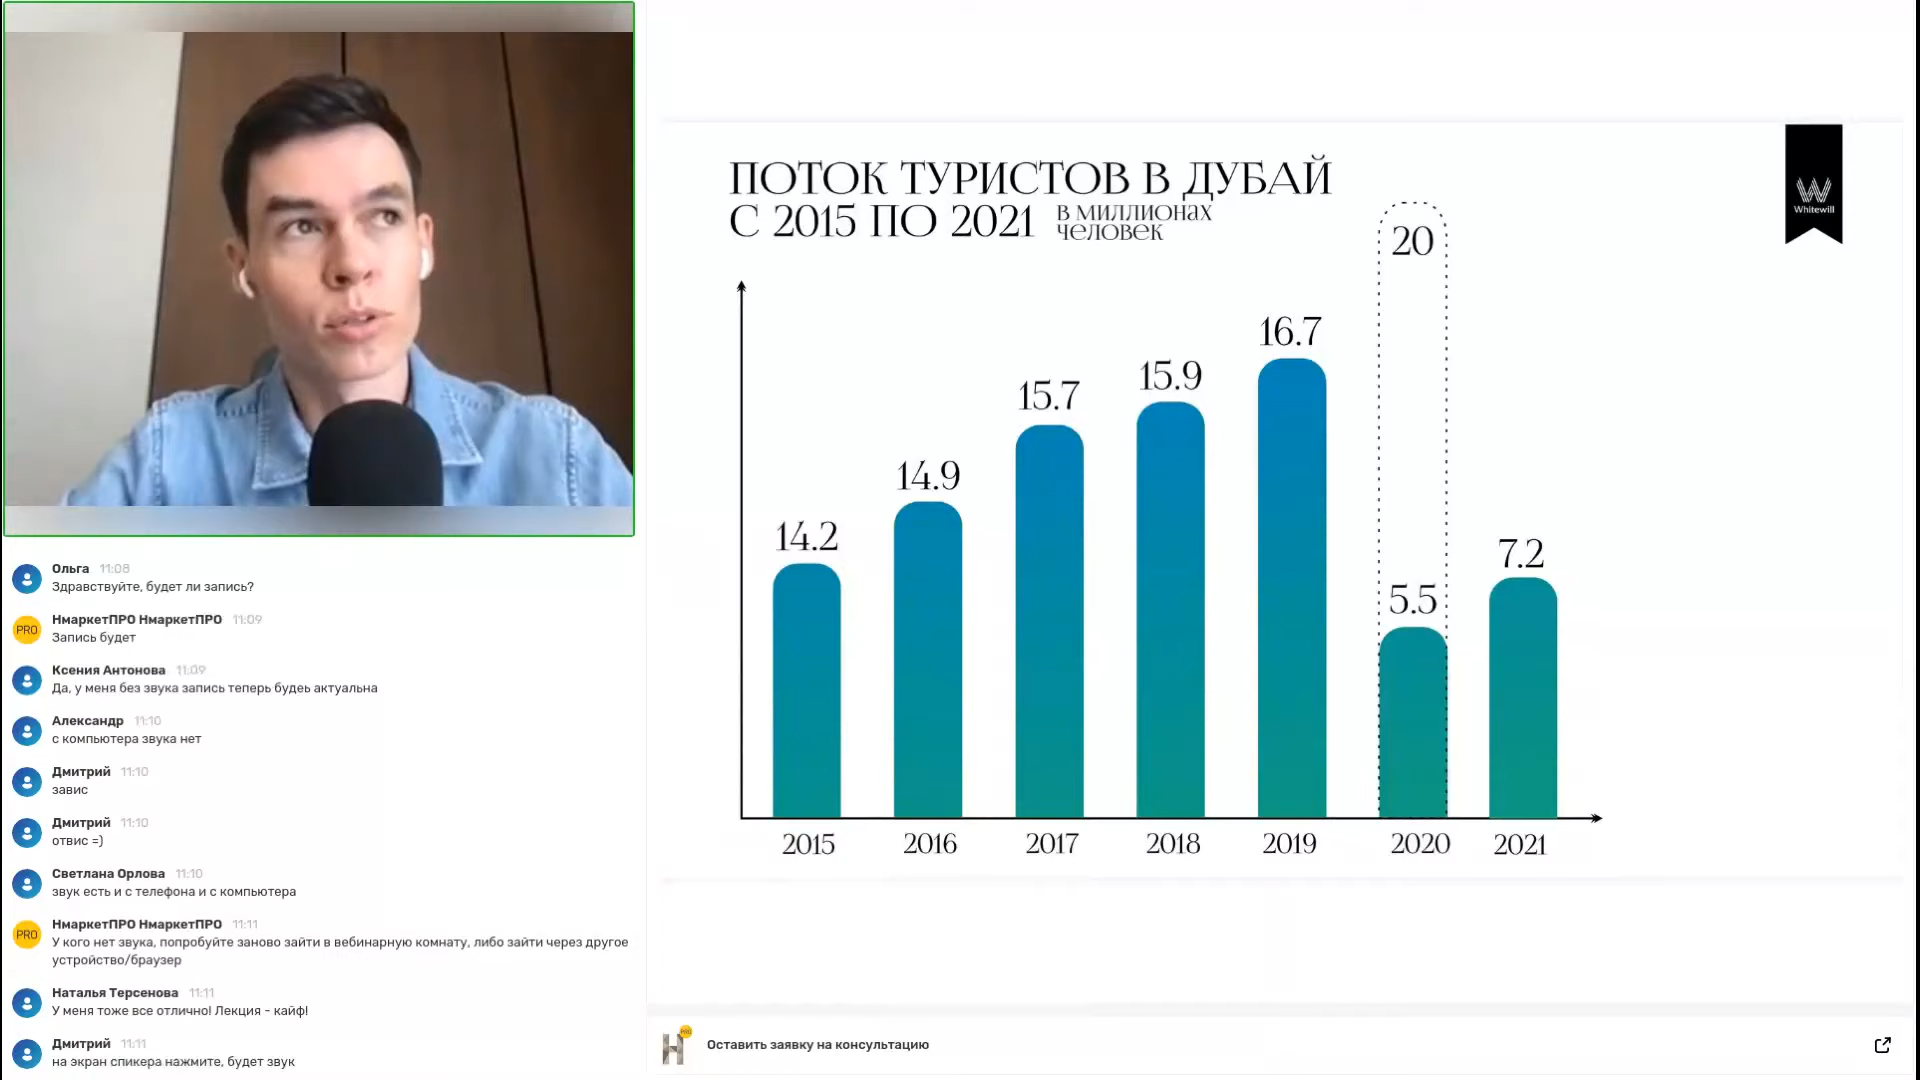 Ольга 11:08
Здравствуйте, будет ли запись?
PRO
НмаркетПРО НмаркетПРО 11:09
Запись будет
Ксения Антонова 11:09
Да, у меня без звука запись теперь будеь актуальна
Александр 11:10
с компьютера звука нет
Дмитрий 11:10
завис
Дмитрий 11:10
отвис =)
Светлана Орлова 11:10
звук есть и с телефона и с компьютера
PRO
НмаркетПРО НмаркетПРО 11:11
У кого нет звука, попробуйте заново зайти в вебинарную комнату, либо зайти через другое
устройство/браузер
Наталья Терсенова 11:11
У меня тоже все отлично! Лекция - кайф!
Дмитрий 11:11
на экран спикера нажмите, будет звук
ПОТОК ТУРИСТОВ В ДУБАЙ
С 2015 ПО 2021 в миллионах
человек
Whitewill
20
16.7
15.9
15.7
14.9
14.2
5.5
7.2
2015 2016 2017 2018 2019 2020 2021
PRO
Н
Оставить заявку на консультацию